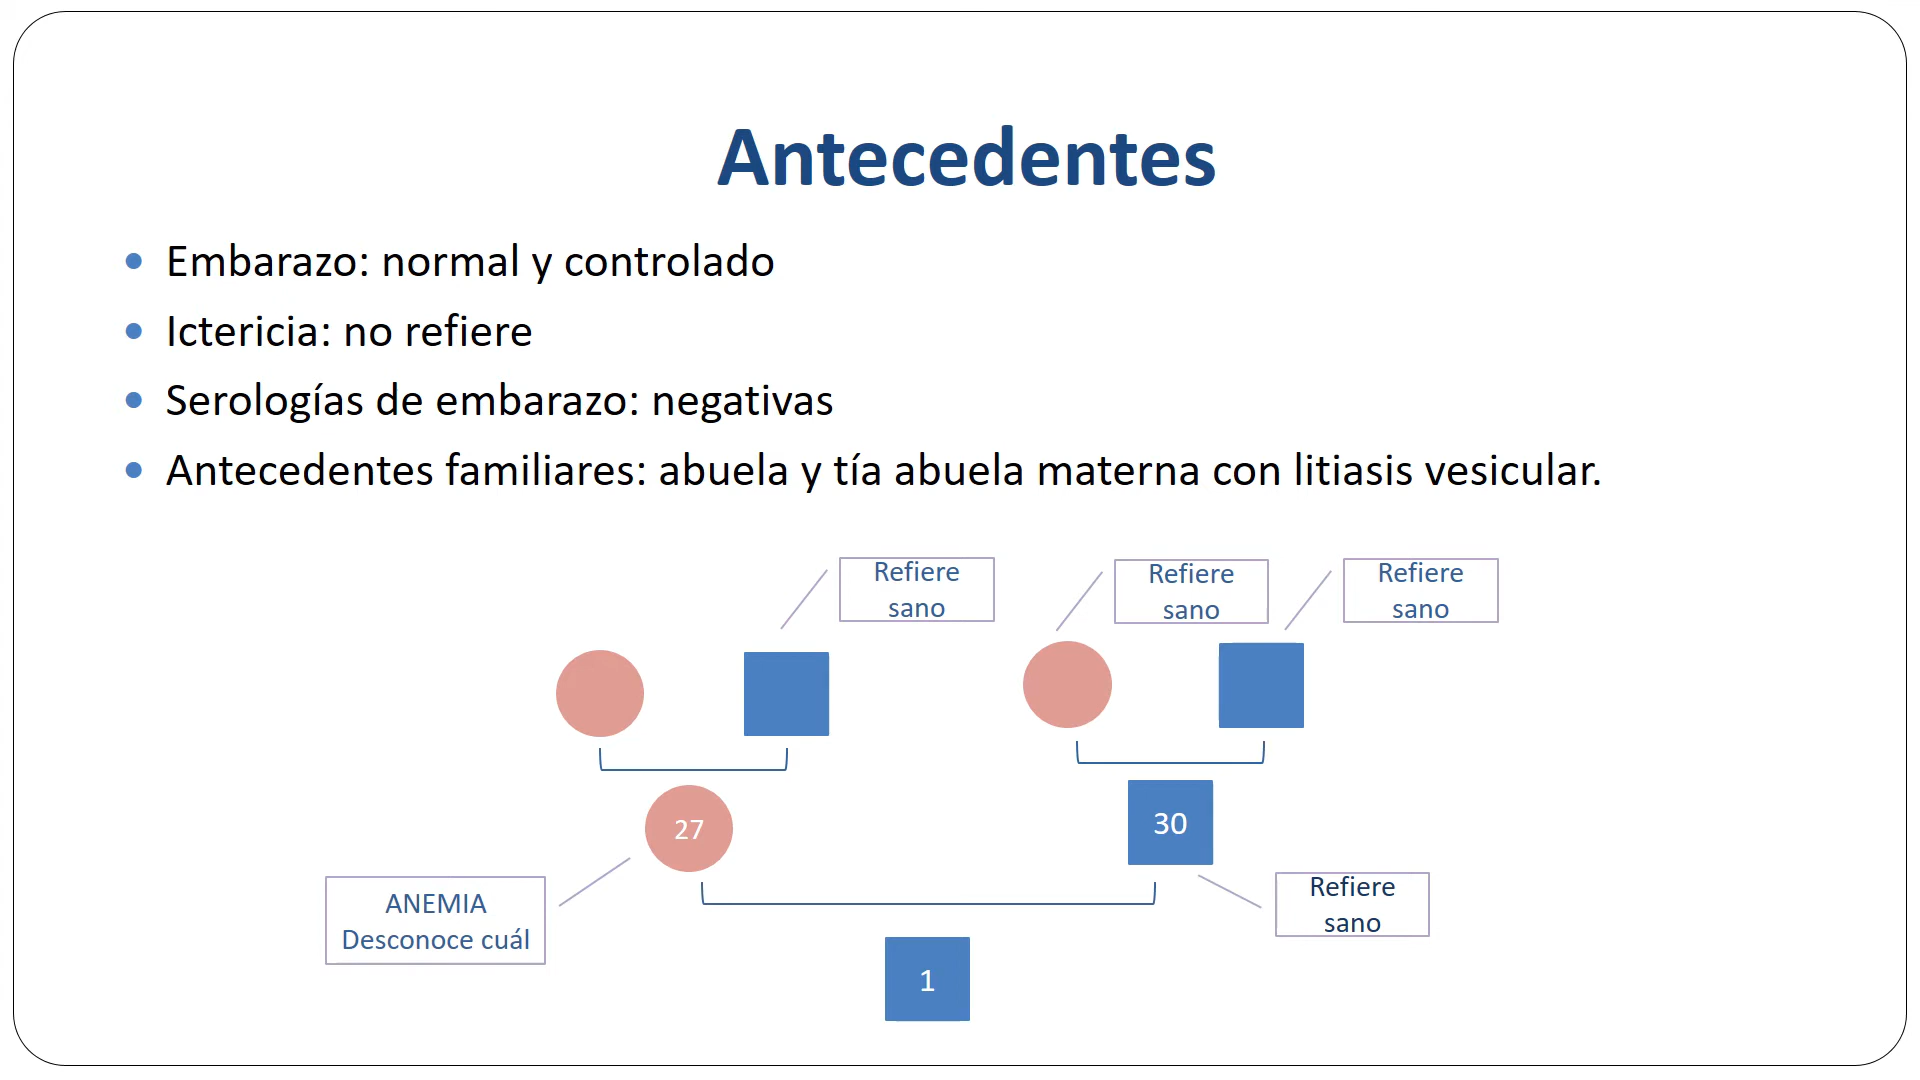 Antecedentes
Embarazo: normal y controlado
Ictericia: no refiere
Serologías de embarazo: negativas
Antecedentes familiares: abuela y tía abuela materna con litiasis vesicular.
Refiere
sano
Refiere
sano
Refiere
sano
27
30
ANEMIA
Desconoce cuál
Refiere
sano
1